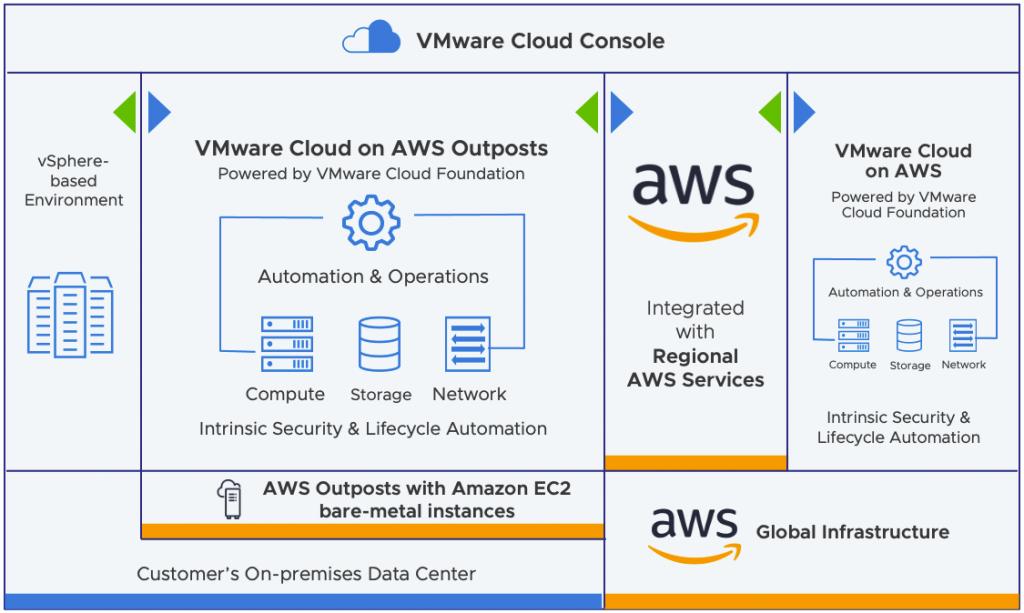 VMware Cloud Console
vSphere-
based
Environment
VMware Cloud on AWS Outposts
Powered by VMware Cloud Foundation
Automation & Operations
Compute
Storage
Network
Intrinsic Security & Lifecycle Automation
aws
Integrated
with
Regional
AWS Services
VMware Cloud
on AWS
Powered by VMware
Cloud Foundation
Automation & Operations
Compute
Storage
Network
Intrinsic Security &
Lifecycle Automation
AWS Outposts with Amazon EC2
bare-metal instances
Customer’s On-premises Data Center
aws
Global Infrastructure